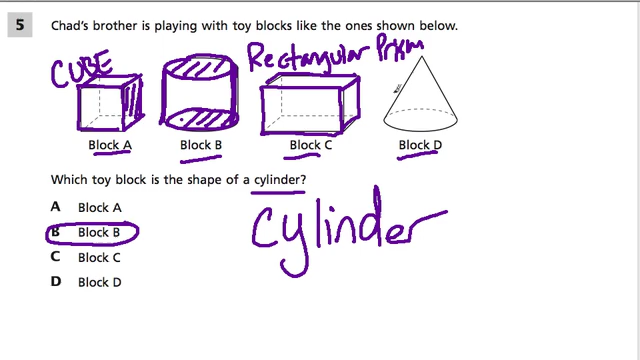 5 Chad's brother is playing with toy blocks like the ones shown below.
CUBE Rectangular Prism
Block A Block B Block C Block D
Which toy block is the shape of a cylinder?
A Block A
B Block B
C Block C
D Block D
cylinder